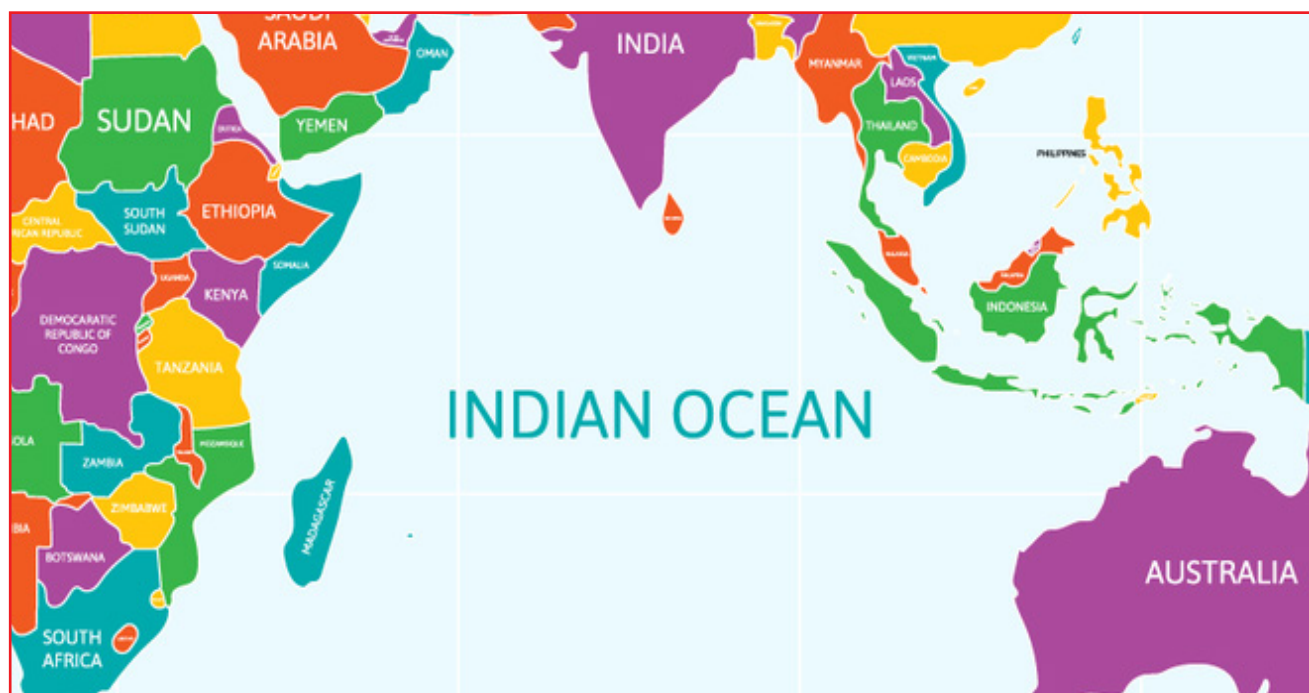 SAUDI
ARABIA
OMAN
INDIA
MYANMAR
VIETNAM
LAOS
HAD
SUDAN
ERITREA
YEMEN
THAILAND
CAMBODIA
PHILIPPINES
CENTRAL
RICAN REPUBLIC
SOUTH
SUDAN
ETHIOPIA
SOMALIA
UGANDA
KENYA
MALAYSIA
INDONESIA
DEMOCARATIC
REPUBLIC OF
CONGO
TANZANIA
INDIAN OCEAN
OLA
ZAMBIA
MOZAMBIQUE
MADAGASCAR
ZIMBABWE
BIA
BOTSWANA
AUSTRALIA
SOUTH
AFRICA